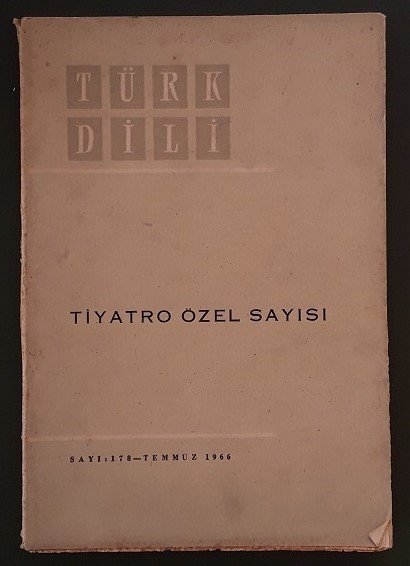 TÜRK
DİLİ
TİYATRO ÖZEL SAYISI
SAYI: 178—TEMMUZ 1966